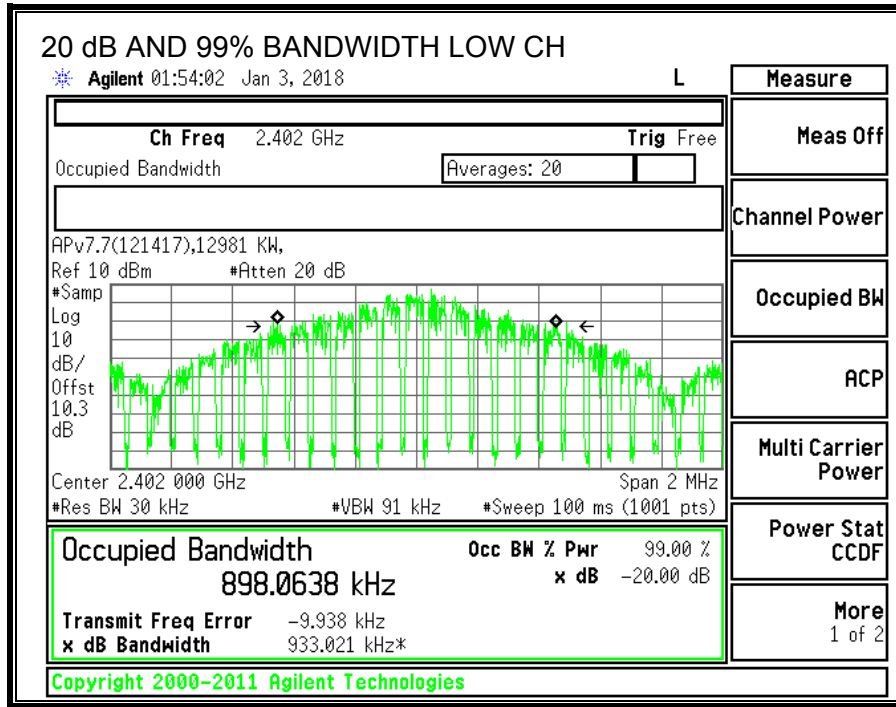 20 dB AND 99% BANDWIDTH LOW CH
Agilent 01:54:02 Jan 3, 2018 L
Measure
Ch Freq 2.402 GHz Trig Free
Meas Off
Occupied Bandwidth Averages: 20
Channel Power
APv7.7(121417),12981 KW,
Ref 10 dBm #Atten 20 dB
#Samp
Log
10
dB/
Offst
10.3
dB
Occupied BW
ACP
Center 2.402 000 GHz Span 2 MHz
#Res BW 30 kHz #VBW 91 kHz #Sweep 100 ms (1001 pts)
Multi Carrier
Power
Occupied Bandwidth Occ BW % Pwr 99.00 %
898.0638 kHz x dB -20.00 dB
Power Stat
CCDF
Transmit Freq Error -9.938 kHz
x dB Bandwidth 933.021 kHz*
More
1 of 2
Copyright 2000-2011 Agilent Technologies